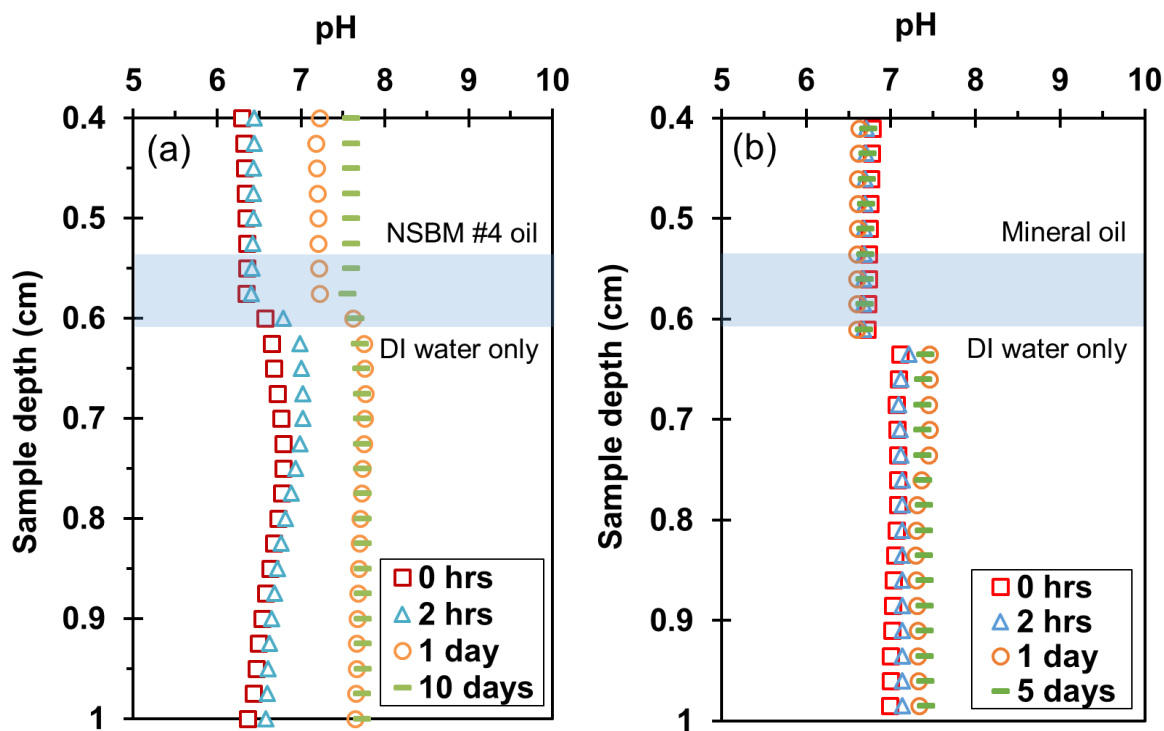 pH
5 6 7 8 9 10
0.4
0.5
0.6
0.7
0.8
0.9
1
Sample depth (cm)
(a)
NSBM #4 oil
DI water only
0 hrs
2 hrs
1 day
10 days
pH
5 6 7 8 9 10
0.4
0.5
0.6
0.7
0.8
0.9
1
Sample depth (cm)
(b)
Mineral oil
DI water only
0 hrs
2 hrs
1 day
5 days